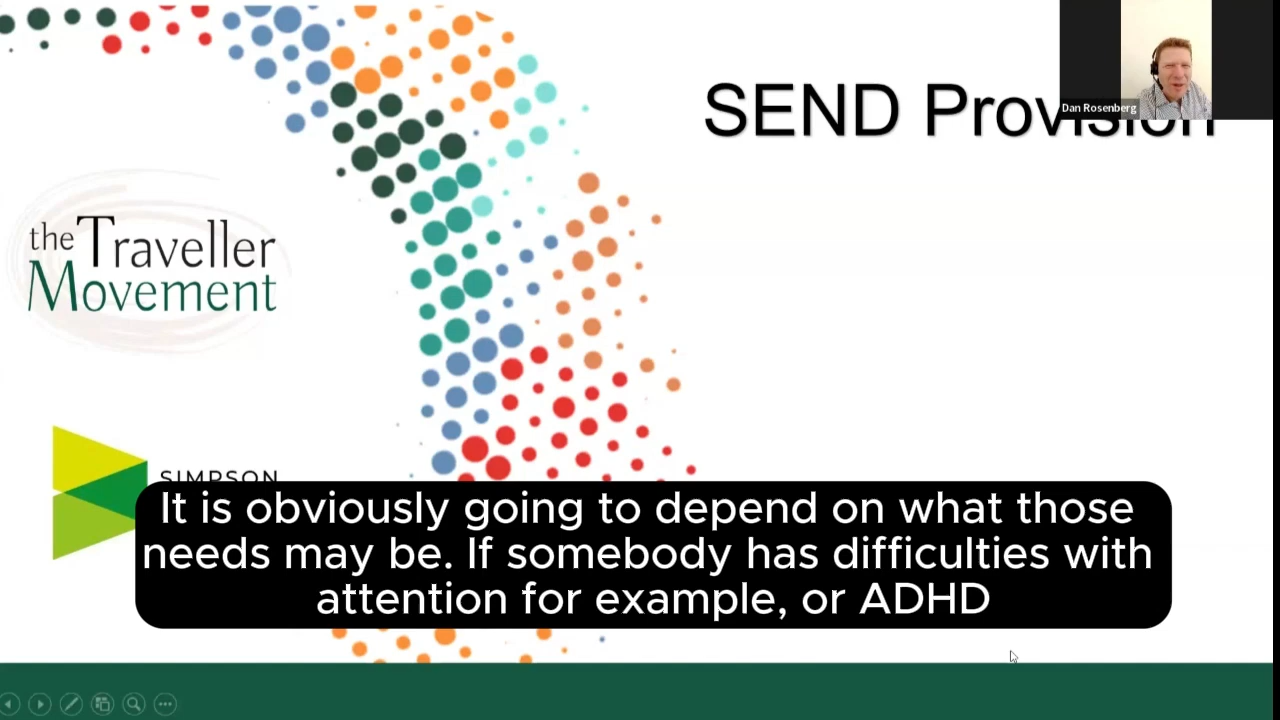 SEND Provision
Dan Rosenberg
the Traveller
Movement
SIMPSON
It is obviously going to depend on what those
needs may be. If somebody has difficulties with
attention for example, or ADHD